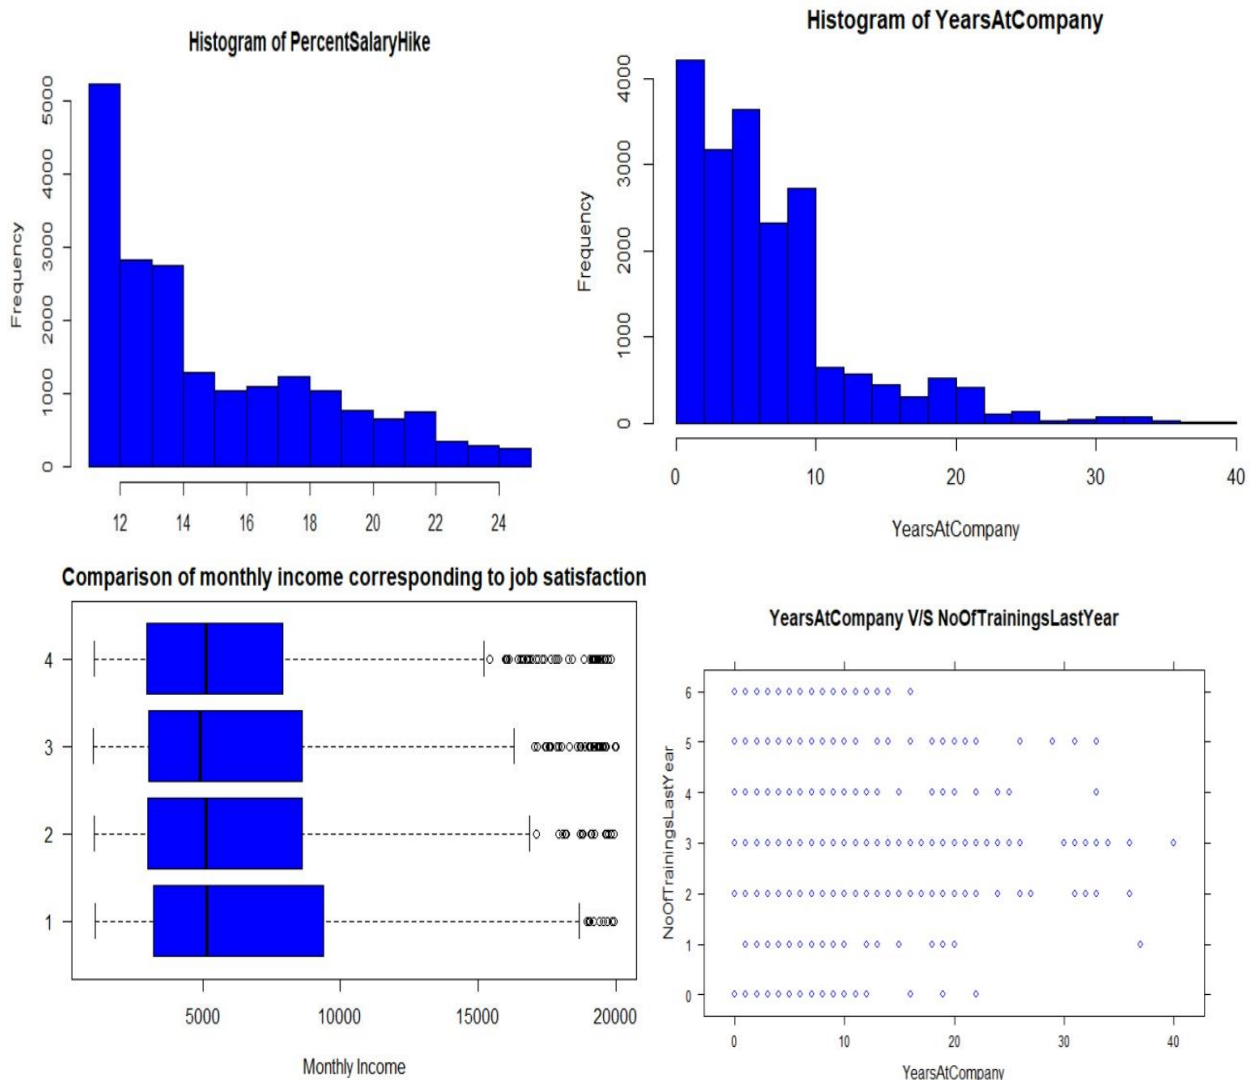 Histogram of PercentSalaryHike
Frequency
0
1000
2000
3000
4000
5000
12 14 16 18 20 22 24
Histogram of YearsAtCompany
Frequency
0
1000
2000
3000
4000
0 10 20 30 40
YearsAtCompany
Comparison of monthly income corresponding to job satisfaction
4
3
2
1
5000 10000 15000 20000
Monthly Income
YearsAtCompany V/S NoOfTrainingsLastYear
NoOfTrainingsLastYear
6
5
4
3
2
1
0
0 10 20 30 40
YearsAtCompany